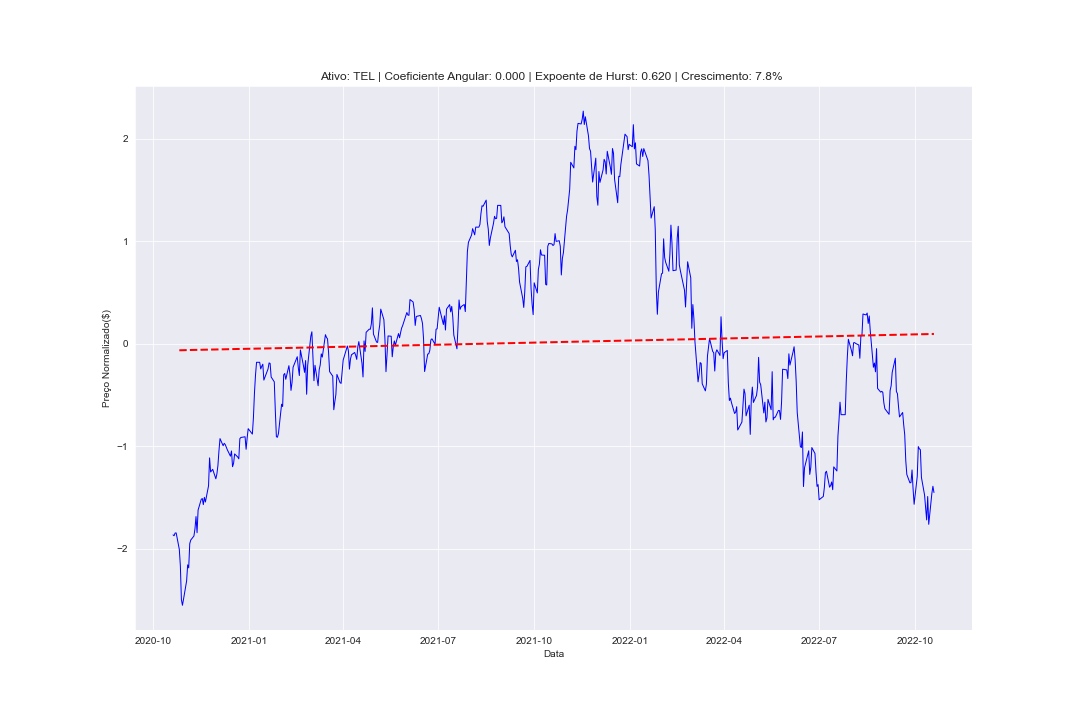 Ativo: TEL | Coeficiente Angular: 0.000 | Expoente de Hurst: 0.620 | Crescimento: 7.8%
Preço Normalizado($)
2
1
0
−1
−2
2020-10 2021-01 2021-04 2021-07 2021-10 2022-01 2022-04 2022-07 2022-10
Data